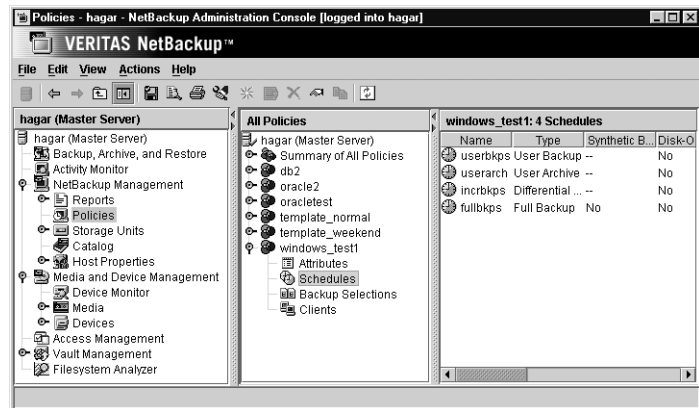 Policies - hagar - NetBackup Administration Console [logged into hagar]
VERITAS NetBackup™
File Edit View Actions Help
hagar (Master Server)
hagar (Master Server)
Backup, Archive, and Restore
Activity Monitor
NetBackup Management
Reports
Policies
Storage Units
Catalog
Host Properties
Media and Device Management
Device Monitor
Media
Devices
Access Management
Vault Management
Filesystem Analyzer
All Policies
hagar (Master Server)
Summary of All Policies
db2
oracle2
oracletest
template_normal
template_weekend
windows_test1
Attributes
Schedules
Backup Selections
Clients
windows_test1: 4 Schedules
Name Type Synthetic B... Disk-O
userbkps User Backup -- No
userarch User Archive -- No
incrbkps Differential ... -- No
fullbkps Full Backup No No